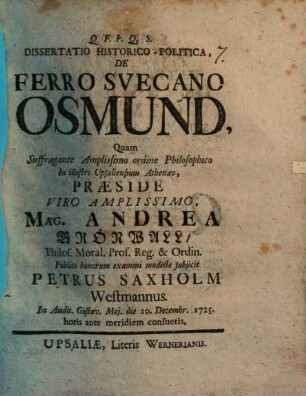 Q. F. F. Q. S.
DISSERTATIO HISTORICO-POLITICA,
7.
DE
FERRO SVECANO
OSMUND,
Quam
Suffragante Amplissimo ordine Philosophico
In illustri Upsaliensium Athenæo,
PRÆSIDE
VIRO AMPLISSIMO,
MAG. ANDREA
GRÖNWALL/
Philos. Moral. Prof. Reg. & Ordin.
Publico bonorum examini modeste subjicit
PETRUS SAXHOLM
Westmannus.
In Audit. Gustav. Maj. die 20. Decembr. 1725.
horis ante meridiem consuetis.
UPSALIÆ, Literis WERNERIANIS.